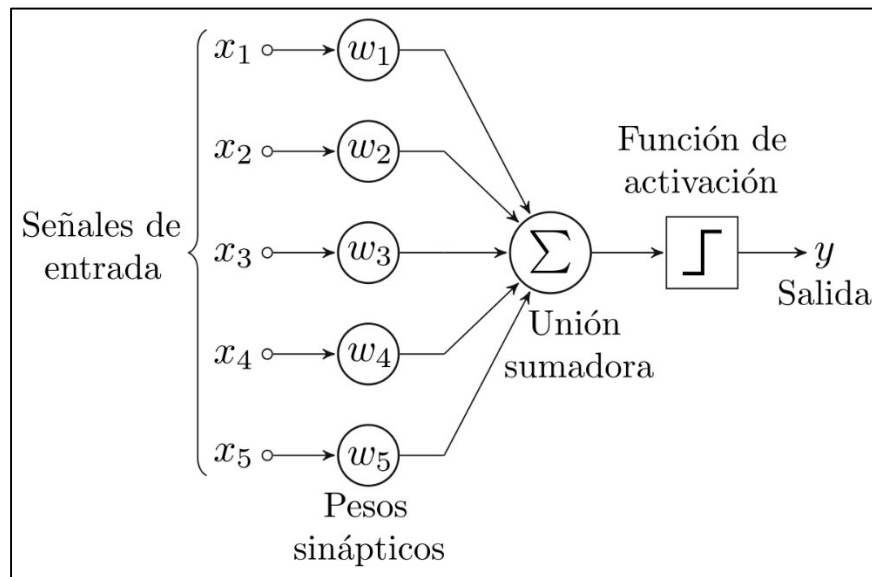 x₁ w₁
x₂ w₂
Función de
activación
Señales de
entrada
x₃ w₃ Σ y
Salida
Unión
sumadora
x₄ w₄
x₅ w₅
Pesos
sinápticos